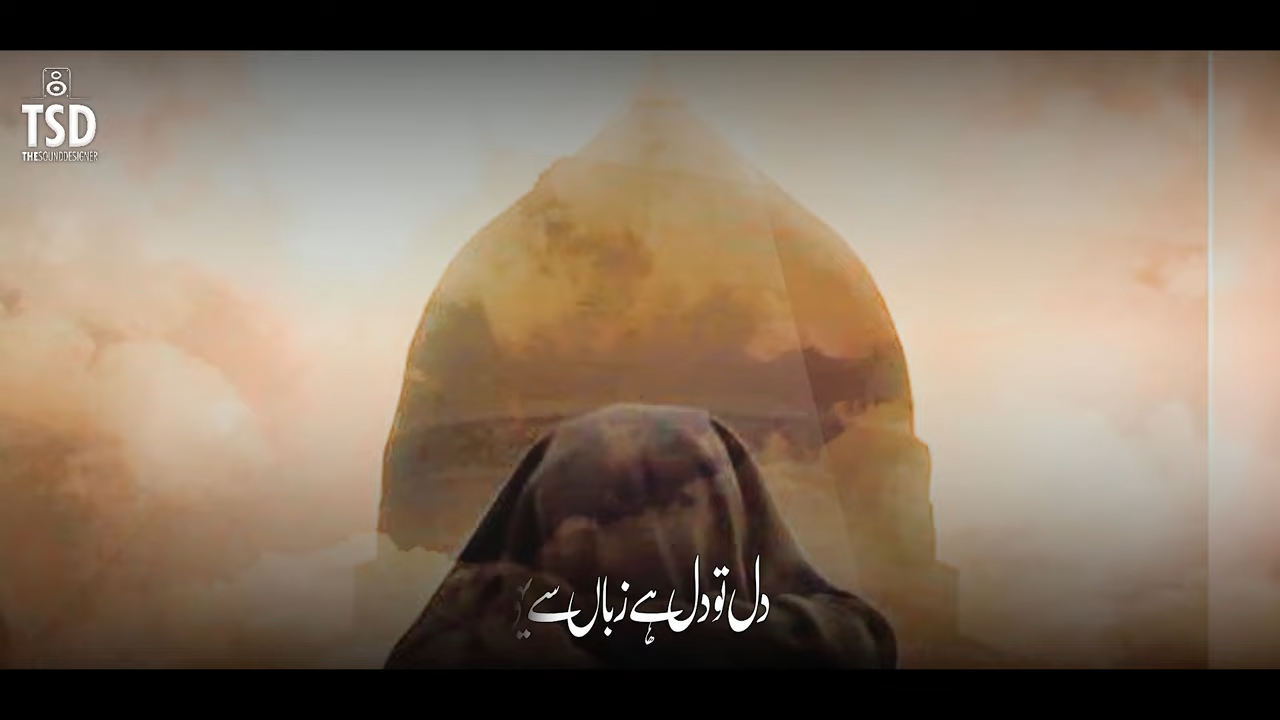 TSD
THESOUNDDESIGNER
دل تو دل ہے زباں سے